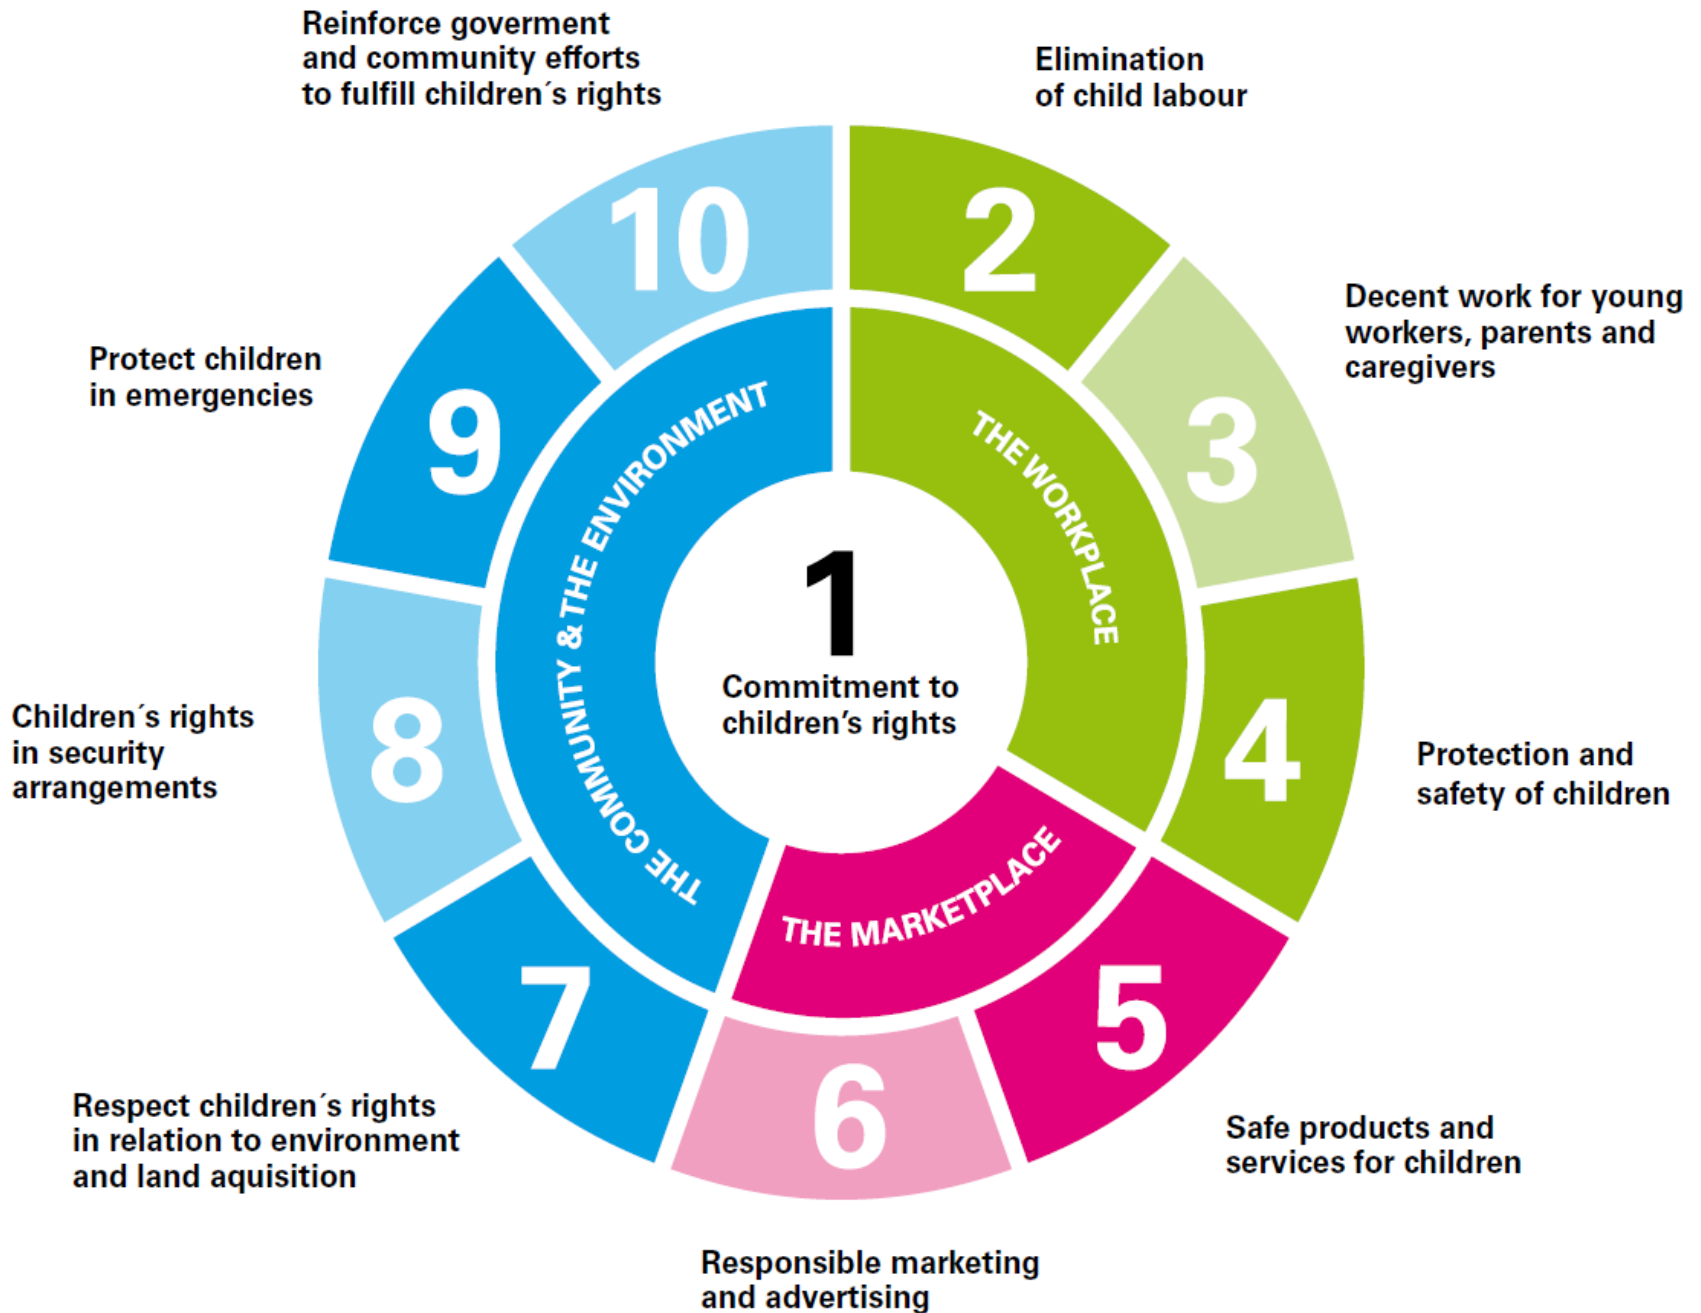 Reinforce goverment
and community efforts
to fulfill children´s rights
Elimination
of child labour
10
2
Decent work for young
workers, parents and
caregivers
Protect children
in emergencies
9
3
THE COMMUNITY & THE ENVIRONMENT
THE WORKPLACE
1
Commitment to
children’s rights
Children´s rights
in security
arrangements
8
4
Protection and
safety of children
THE MARKETPLACE
7
5
6
Respect children´s rights
in relation to environment
and land aquisition
Safe products and
services for children
Responsible marketing
and advertising